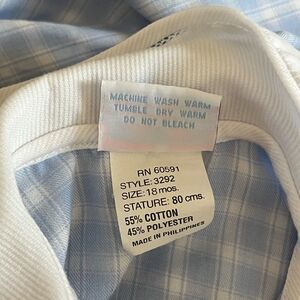 MACHINE WASH WARM
TUMBLE DRY WARM
DO NOT BLEACH
RN 60591
STYLE: 3292
SIZE: 18 mos.
STATURE: 80 cms.
55% COTTON
45% POLYESTER
MADE IN PHILIPPINES